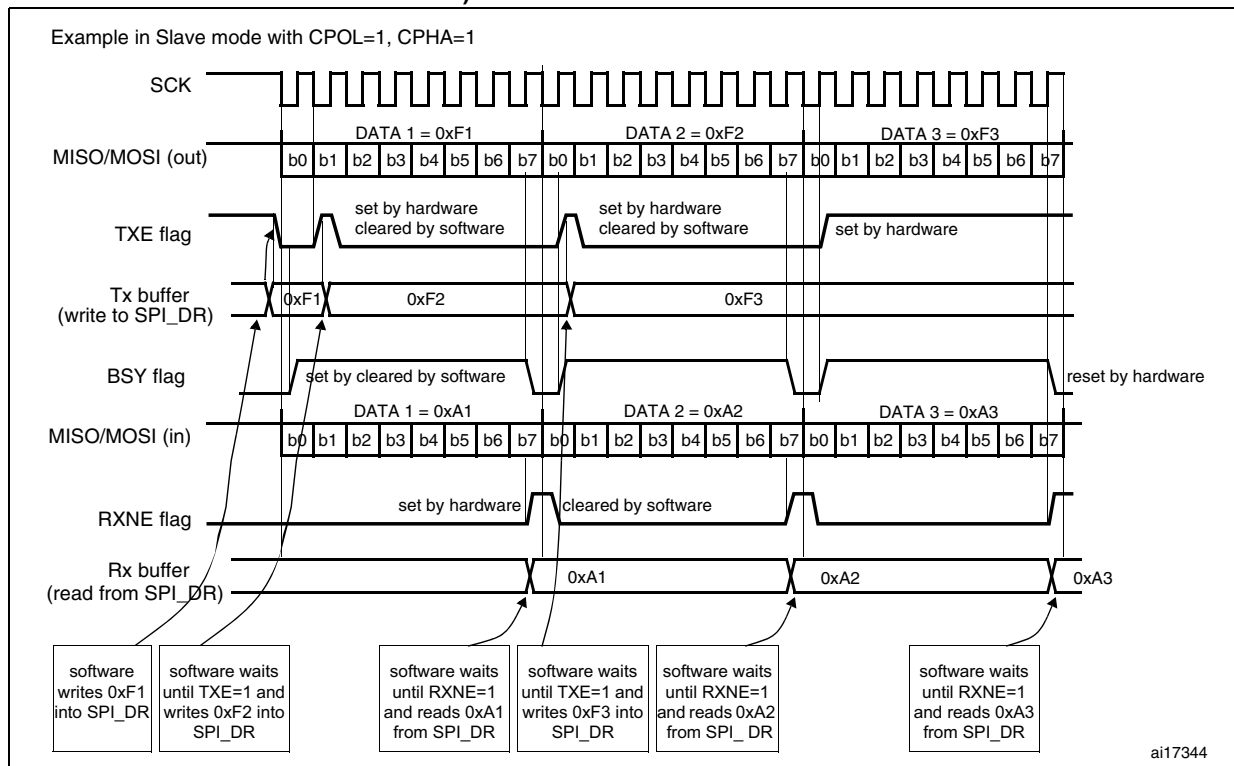 Example in Slave mode with CPOL=1, CPHA=1
SCK
DATA 1 = 0xF1 DATA 2 = 0xF2 DATA 3 = 0xF3
MISO/MOSI (out)
b0 b1 b2 b3 b4 b5 b6 b7 b0 b1 b2 b3 b4 b5 b6 b7 b0 b1 b2 b3 b4 b5 b6 b7
set by hardware set by hardware
cleared by software cleared by software
TXE flag
set by hardware
Tx buffer
0xF1 0xF2 0xF3
(write to SPI_DR)
BSY flag
set by cleared by software
reset by hardware
DATA 1 = 0xA1 DATA 2 = 0xA2 DATA 3 = 0xA3
MISO/MOSI (in)
b0 b1 b2 b3 b4 b5 b6 b7 b0 b1 b2 b3 b4 b5 b6 b7 b0 b1 b2 b3 b4 b5 b6 b7
set by hardware cleared by software
RXNE flag
Rx buffer
0xA1 0xA2 0xA3
(read from SPI_DR)
software
writes 0xF1
into SPI_DR
software waits
until TXE=1 and
writes 0xF2 into
SPI_DR
software waits
until RXNE=1
and reads 0xA1
from SPI_DR
software waits
until TXE=1 and
writes 0xF3 into
SPI_DR
software waits
until RXNE=1
and reads 0xA2
from SPI_ DR
software waits
until RXNE=1
and reads 0xA3
from SPI_DR
ai17344